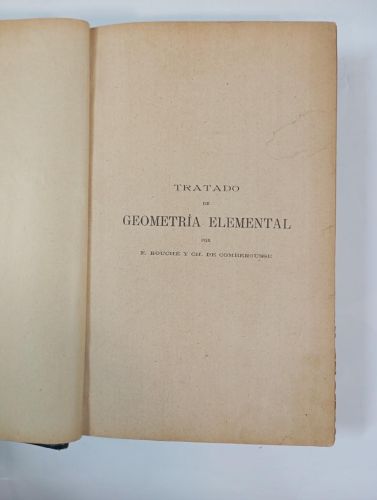 TRATADO
DE
GEOMETRÍA ELEMENTAL
POR
E. ROUCHÉ Y CH. DE COMBEROUSSE